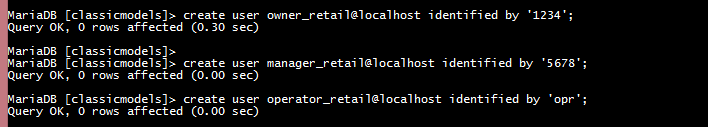 MariaDB [classicmodels]> create user owner_retail@localhost identified by '1234';
Query OK, 0 rows affected (0.30 sec)
MariaDB [classicmodels]>
MariaDB [classicmodels]> create user manager_retail@localhost identified by '5678';
Query OK, 0 rows affected (0.00 sec)
MariaDB [classicmodels]> create user operator_retail@localhost identified by 'opr';
Query OK, 0 rows affected (0.00 sec)